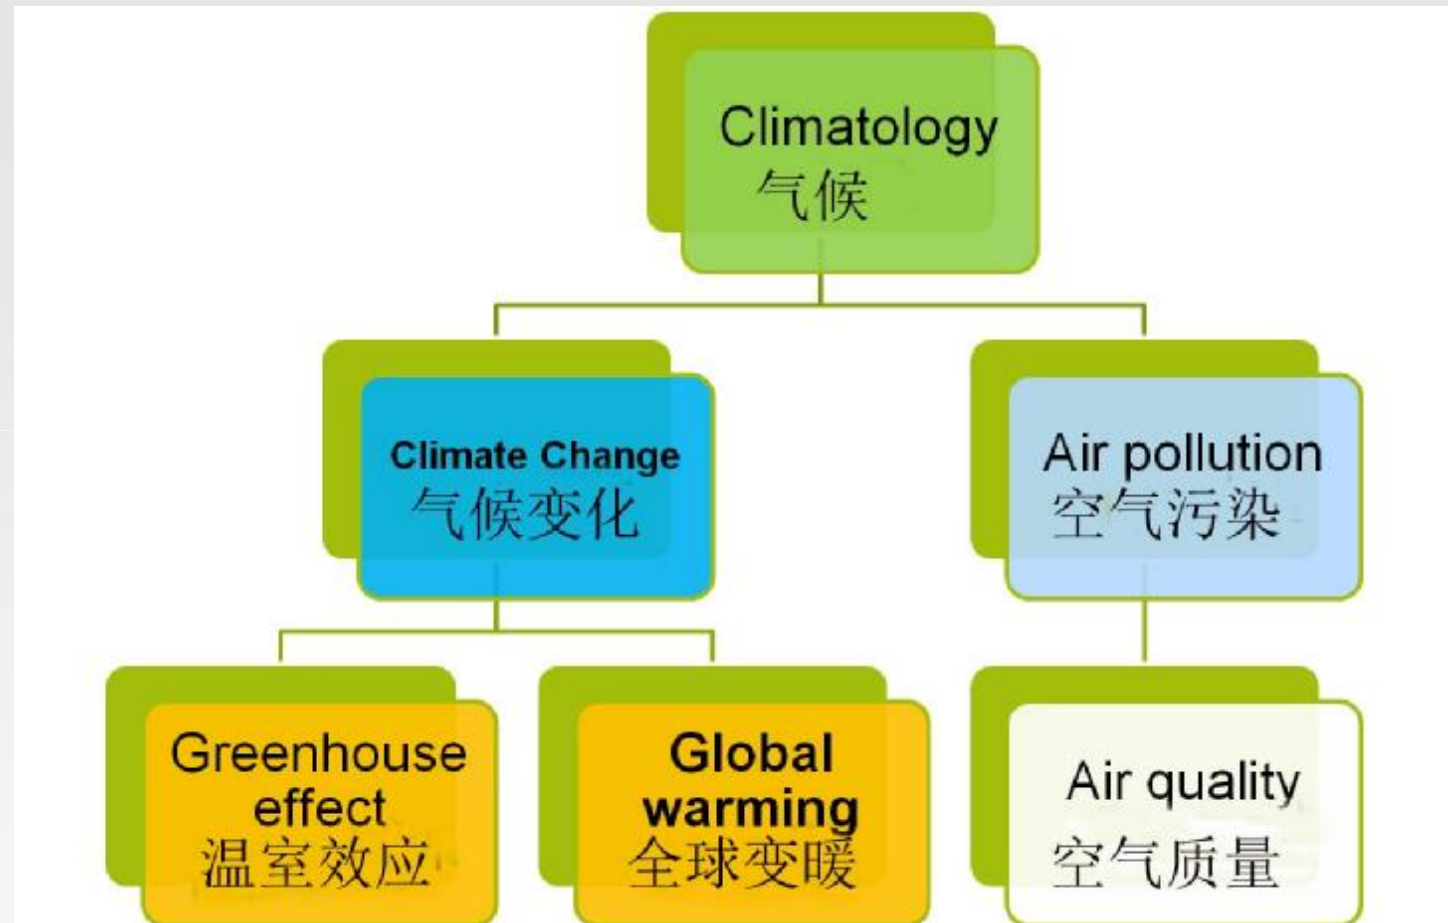 Climatology
气候
Climate Change
气候变化
Air pollution
空气污染
Greenhouse
effect
温室效应
Global
warming
全球变暖
Air quality
空气质量